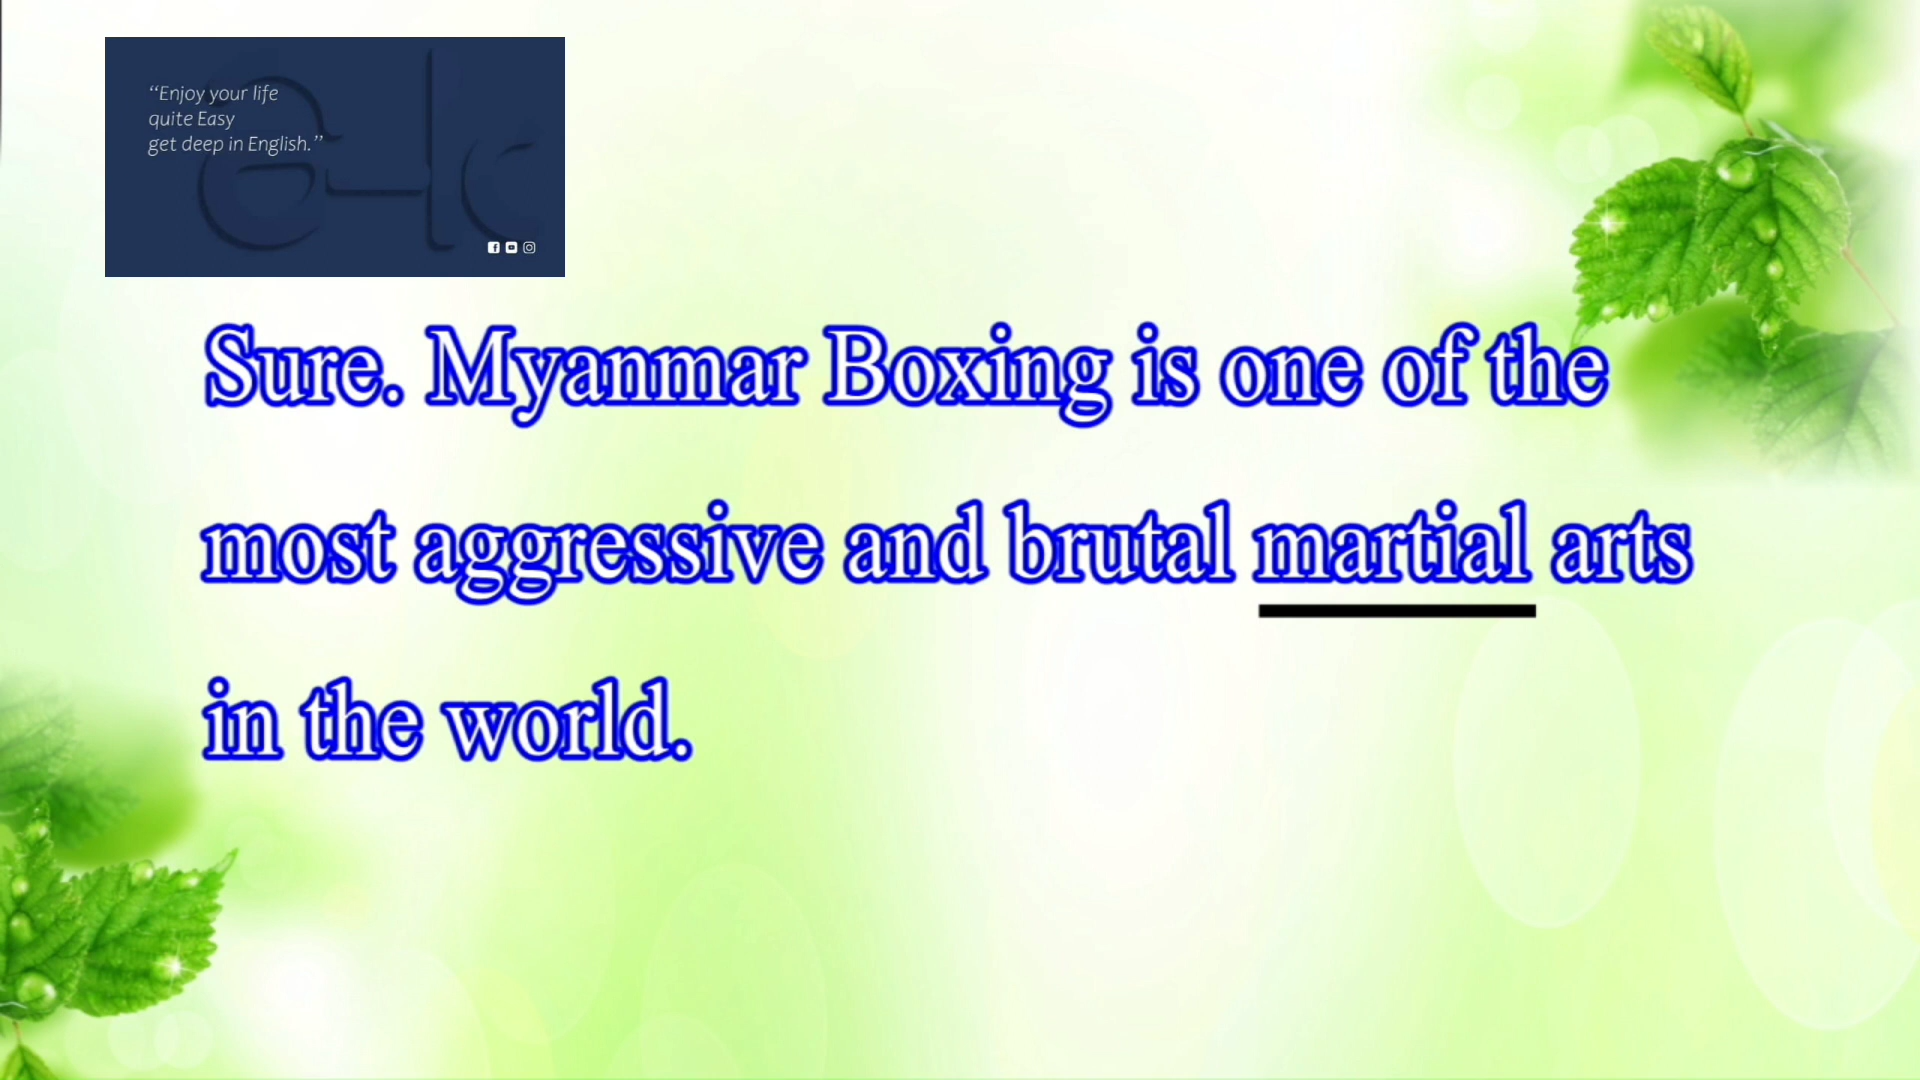 “Enjoy your life
quite Easy
get deep in English.”
Sure. Myanmar Boxing is one of the
most aggressive and brutal martial arts
in the world.